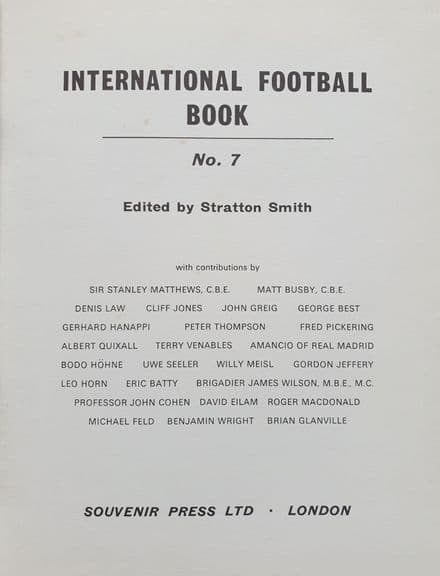 INTERNATIONAL FOOTBALL
BOOK
No. 7
Edited by Stratton Smith
with contributions by
SIR STANLEY MATTHEWS, C.B.E. MATT BUSBY, C.B.E.
DENIS LAW CLIFF JONES JOHN GREIG GEORGE BEST
GERHARD HANAPPI PETER THOMPSON FRED PICKERING
ALBERT QUIXALL TERRY VENABLES AMANCIO OF REAL MADRID
BODO HÖHNE UWE SEELER WILLY MEISL GORDON JEFFERY
LEO HORN ERIC BATTY BRIGADIER JAMES WILSON, M.B.E., M.C.
PROFESSOR JOHN COHEN DAVID EILAM ROGER MACDONALD
MICHAEL FELD BENJAMIN WRIGHT BRIAN GLANVILLE
SOUVENIR PRESS LTD · LONDON